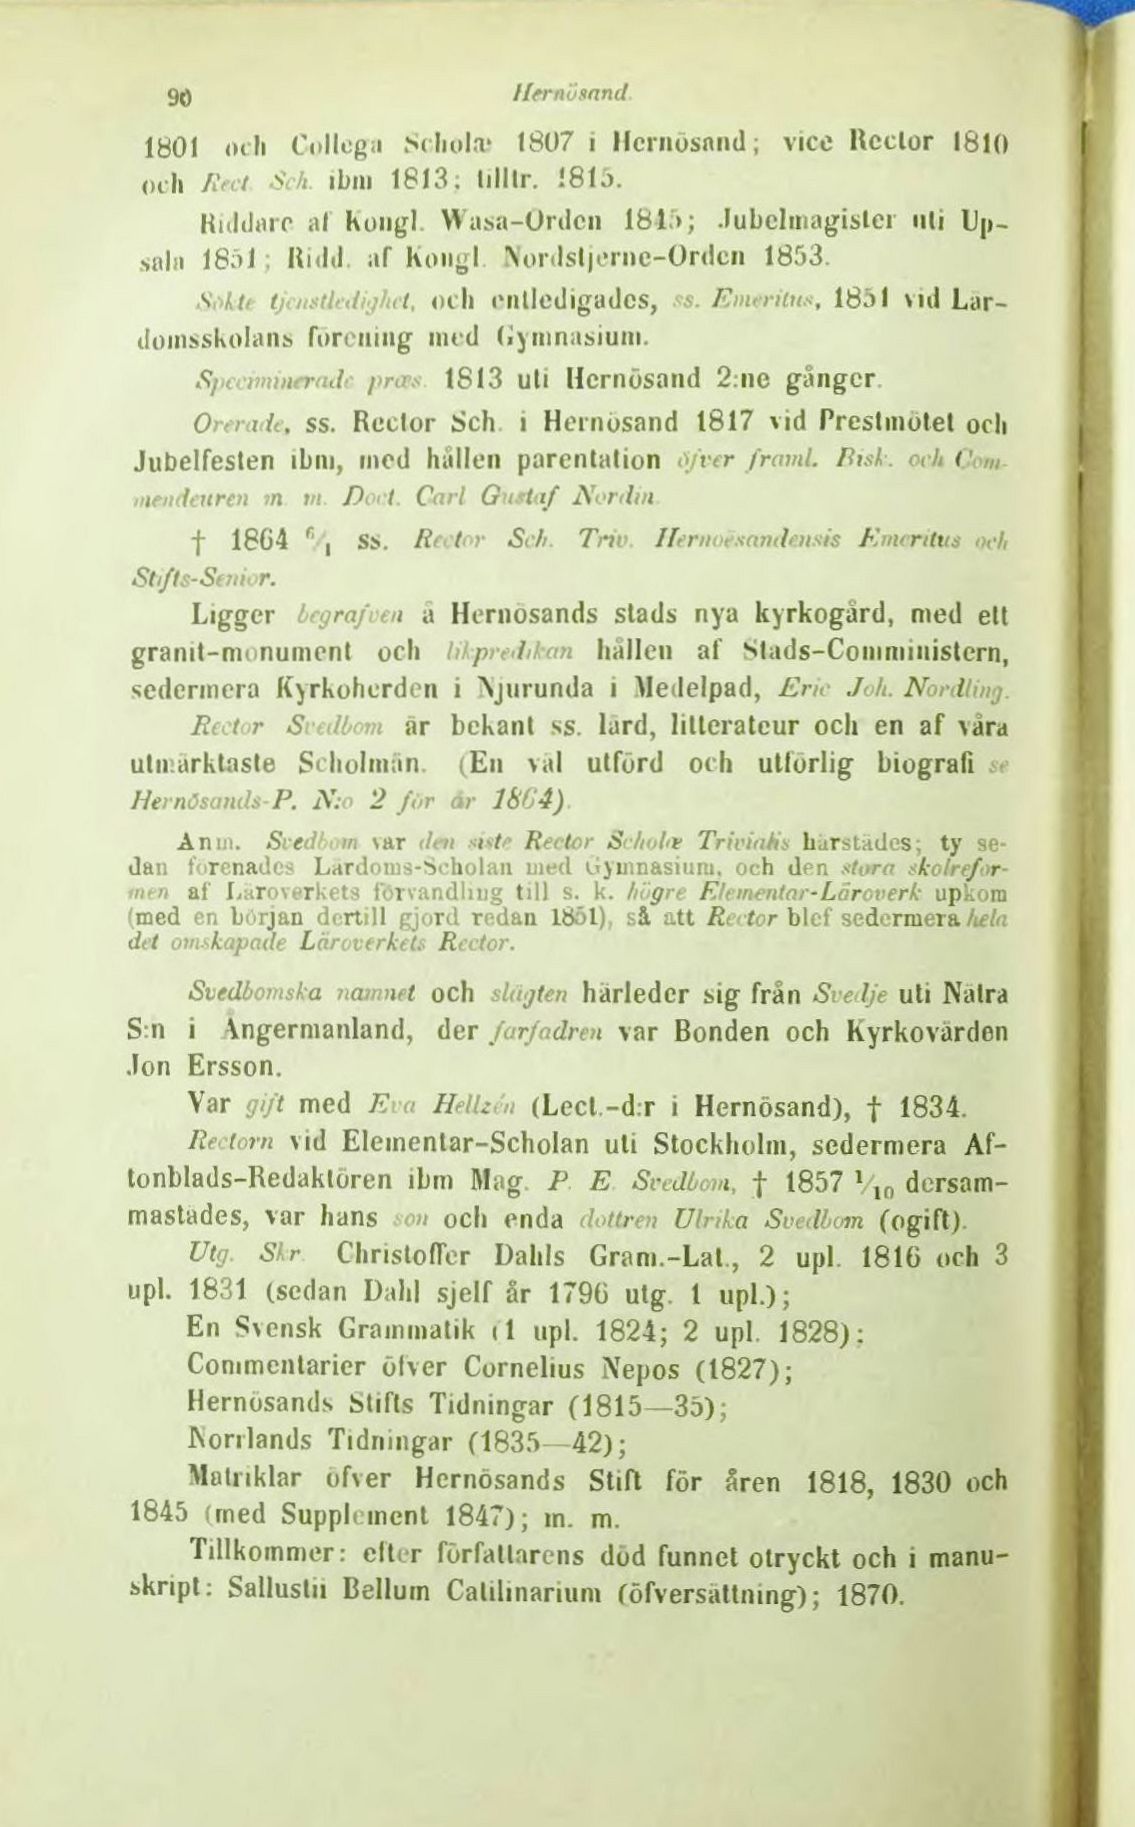 90 Hernösand.
1801 och Collega Scholæ 1807 i Hernösand; vice Rector 1810
och Rect. Sch. ibm 1813; tilltr. 1815.
Riddare af Kongl. Wasa-Orden 1845; Jubelmagister uti Up-
sala 1851; Ridd. af Kongl. Nordstjerne-Orden 1853.
Sökte tjenstledighet, och entledigades, ss. Emeritus, 1851 vid Lär-
domsskolans förening med Gymnasium.
Speciminerade præs. 1813 uti Hernösand 2:ne gånger.
Orerade, ss. Rector Sch. i Hernösand 1817 vid Prestmötet och
Jubelfesten ibm, med hållen parentation öfver framl. Bisk. och Com-
mendeuren m. m. Doct. Carl Gustaf Nordin.
† 1864 6/1 ss. Rector Sch. Triv. Hernoesandensis Emeritus och
Stifts-Senior.
Ligger begrafven å Hernösands stads nya kyrkogård, med ett
granit-monument och likpredikan hållen af Stads-Comministern,
sedermera Kyrkoherden i Njurunda i Medelpad, Eric Joh. Nordling.
Rector Svedbom är bekant ss. lärd, litterateur och en af våra
utmärktaste Scholmän. (En väl utförd och utförlig biografi se
Hernösands-P. N:o 2 för år 1864).
Anm. Svedbom var den siste Rector Scholæ Trivialis härstädes; ty se-
dan förenades Lärdoms-Scholan med Gymnasium, och den stora skolrefor-
men af Läroverkets förvandling till s. k. högre Elementar-Läroverk upkom
(med en början dertill gjord redan 1851), så att Rector blef sedermera hela
det omskapade Läroverkets Rector.
Svedbomska namnet och slägten härleder sig från Svedje uti Nätra
S:n i Ångermanland, der farfadren var Bonden och Kyrkovärden
Jon Ersson.
Var gift med Eva Hellzén (Lect.-d:r i Hernösand), † 1834.
Rectorn vid Elementar-Scholan uti Stockholm, sedermera Af-
tonblads-Redaktören ibm Mag. P. E. Svedbom, † 1857 1/10 dersam-
mastädes, var hans son och enda dottren Ulrika Svedbom (ogift).
Utg. Skr. Christoffer Dahls Gram.-Lat., 2 upl. 1816 och 3
upl. 1831 (sedan Dahl sjelf år 1796 utg. 1 upl.);
En Svensk Grammatik (1 upl. 1824; 2 upl. 1828);
Commentarier öfver Cornelius Nepos (1827);
Hernösands Stifts Tidningar (1815—35);
Norrlands Tidningar (1835—42);
Matriklar öfver Hernösands Stift för åren 1818, 1830 och
1845 (med Supplement 1847); m. m.
Tillkommer: efter författarens död funnet otryckt och i manu-
skript: Sallustii Bellum Catilinarium (öfversättning); 1870.